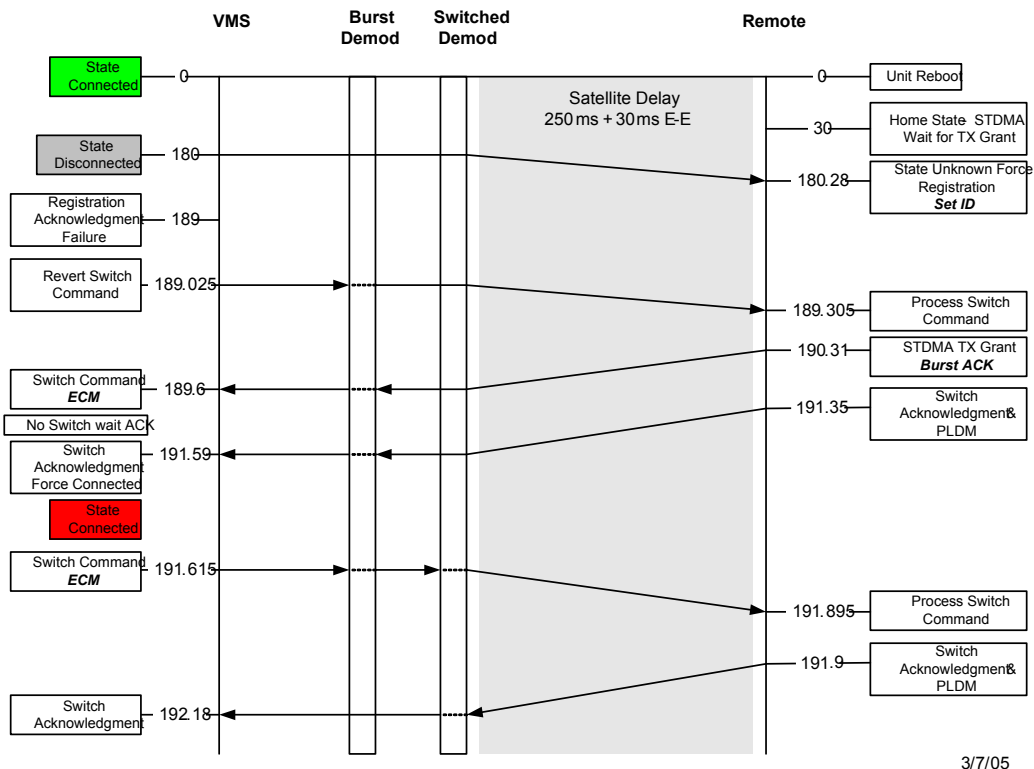 VMS
Burst
Demod
Switched
Demod
Remote
State
Connected
0
0
Unit Reboot
Satellite Delay
250 ms + 30 ms E-E
30
Home State- STDMA
Wait for TX Grant
State
Disconnected
180
180.28
State Unknown Force
Registration
Set ID
Registration
Acknowledgment
Failure
189
Revert Switch
Command
189.025
189.305
Process Switch
Command
190.31
STDMA TX Grant
Burst ACK
Switch Command
ECM
189.6
191.35
Switch
Acknowledgment&
PLDM
No Switch wait ACK
Switch
Acknowledgment
Force Connected
191.59
State
Connected
Switch Command
ECM
191.615
191.895
Process Switch
Command
191.9
Switch
Acknowledgment&
PLDM
Switch
Acknowledgment
192.18
3/7/05